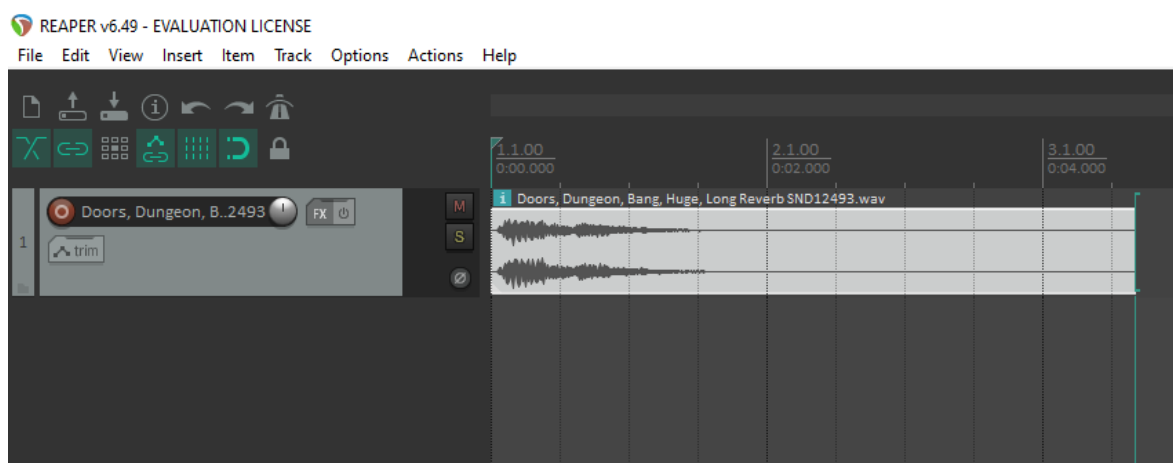 REAPER v6.49 - EVALUATION LICENSE
File Edit View Insert Item Track Options Actions Help
1.1.00 2.1.00 3.1.00
0:00.000 0:02.000 0:04.000
i Doors, Dungeon, Bang, Huge, Long Reverb SND12493.wav
Doors, Dungeon, B..2493 FX M
1 trim S